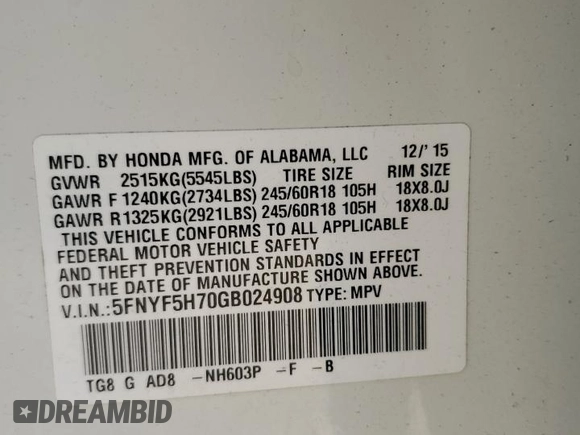 MFD. BY HONDA MFG. OF ALABAMA, LLC 12/' 15
GVWR 2515KG(5545LBS) TIRE SIZE RIM SIZE
GAWR F 1240KG(2734LBS) 245/60R18 105H 18X8.0J
GAWR R 1325KG(2921LBS) 245/60R18 105H 18X8.0J
THIS VEHICLE CONFORMS TO ALL APPLICABLE
FEDERAL MOTOR VEHICLE SAFETY
AND THEFT PREVENTION STANDARDS IN EFFECT
ON THE DATE OF MANUFACTURE SHOWN ABOVE.
V.I.N.:5FNYF5H70GB024908 TYPE: MPV
TG8 G AD8 -NH603P -F -B
DREAMBID